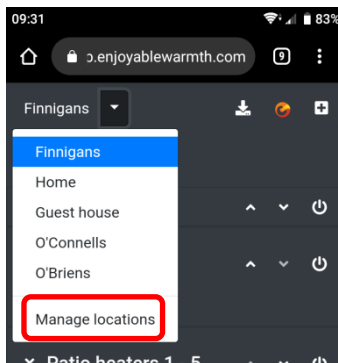 09:31
83%
ɔ.enjoyablewarmth.com 9
Finnigans
Finnigans
Home
Guest house
O'Connells
O'Briens
Manage locations
Patio heaters 1 - 5